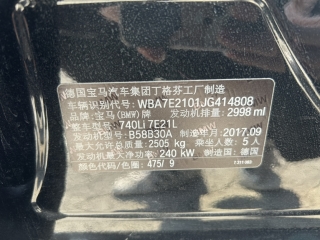 德国宝马汽车集团丁格芬工厂制造
车辆识别代号: WBA7E2101JG414808
品牌: 宝马(BMW)牌 发动机排量: 2998 ml
型号: 740Li 7E21L
发动机型号: B58B30A 制造年月: 2017.09
最大允许总质量: 2505 kg 乘坐人数: 5 人
发动机最大净功率: 240 kW 制造国: 德国
颜色代码/色圈: 475/ 9